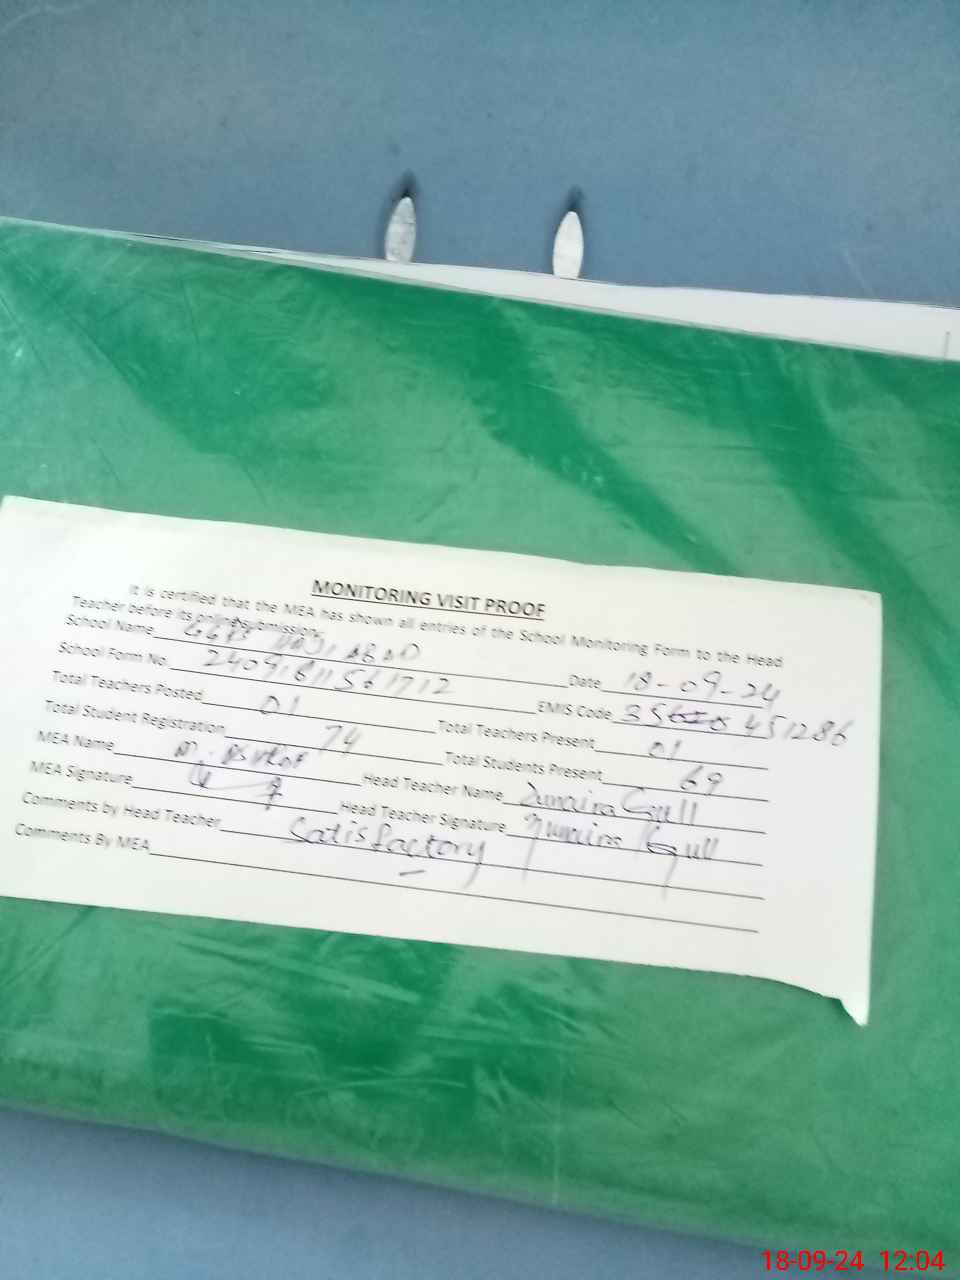 MONITORING VISIT PROOF
It is certified that the MEA has shown all entries of the School Monitoring Form to the Head
Teacher before its online submission.
School Name ABAD Date 18-09-24
School Form No. EMIS Code 451286
Total Teachers Posted 01 Total Teachers Present 01
Total Student Registration 74 Total Students Present 69
MEA Name Head Teacher Name Zunaira Gull
MEA Signature Head Teacher Signature Zunaira Gull
Comments by Head Teacher Satisfactory
Comments By MEA
18-09-24 12:04